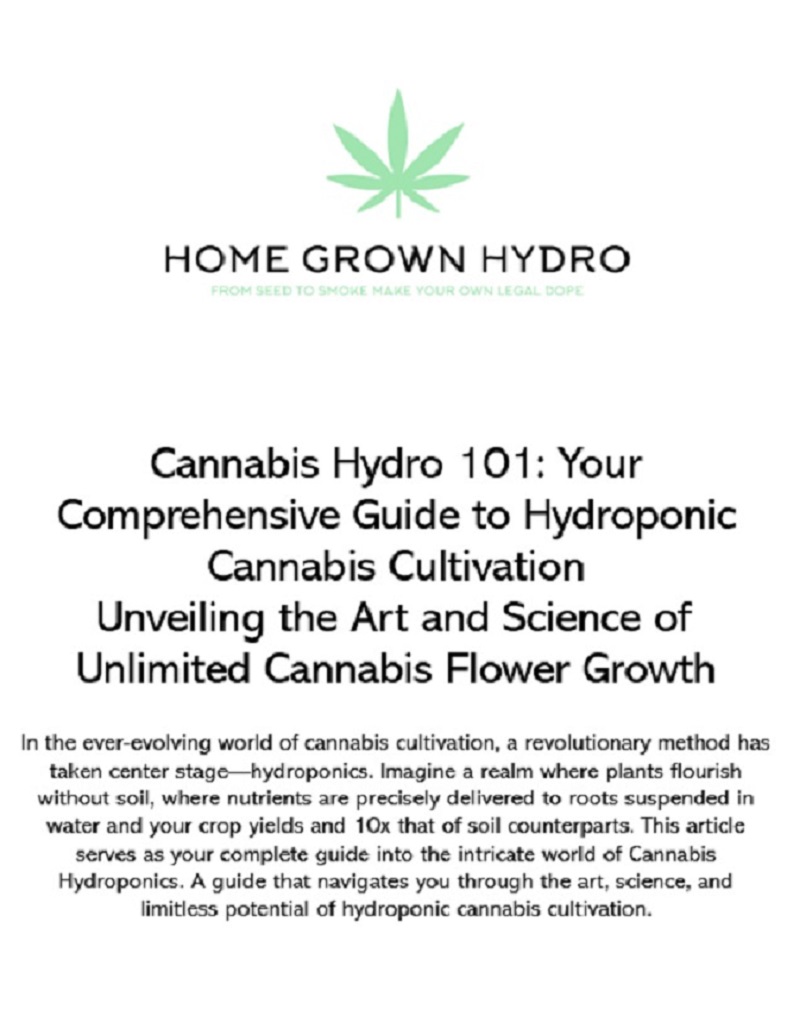 HOME GROWN HYDRO
FROM SEED TO SMOKE MAKE YOUR OWN LEGAL DOPE
Cannabis Hydro 101: Your
Comprehensive Guide to Hydroponic
Cannabis Cultivation
Unveiling the Art and Science of
Unlimited Cannabis Flower Growth
In the ever-evolving world of cannabis cultivation, a revolutionary method has
taken center stage—hydroponics. Imagine a realm where plants flourish
without soil, where nutrients are precisely delivered to roots suspended in
water and your crop yields and 10x that of soil counterparts. This article
serves as your complete guide into the intricate world of Cannabis
Hydroponics. A guide that navigates you through the art, science, and
limitless potential of hydroponic cannabis cultivation.